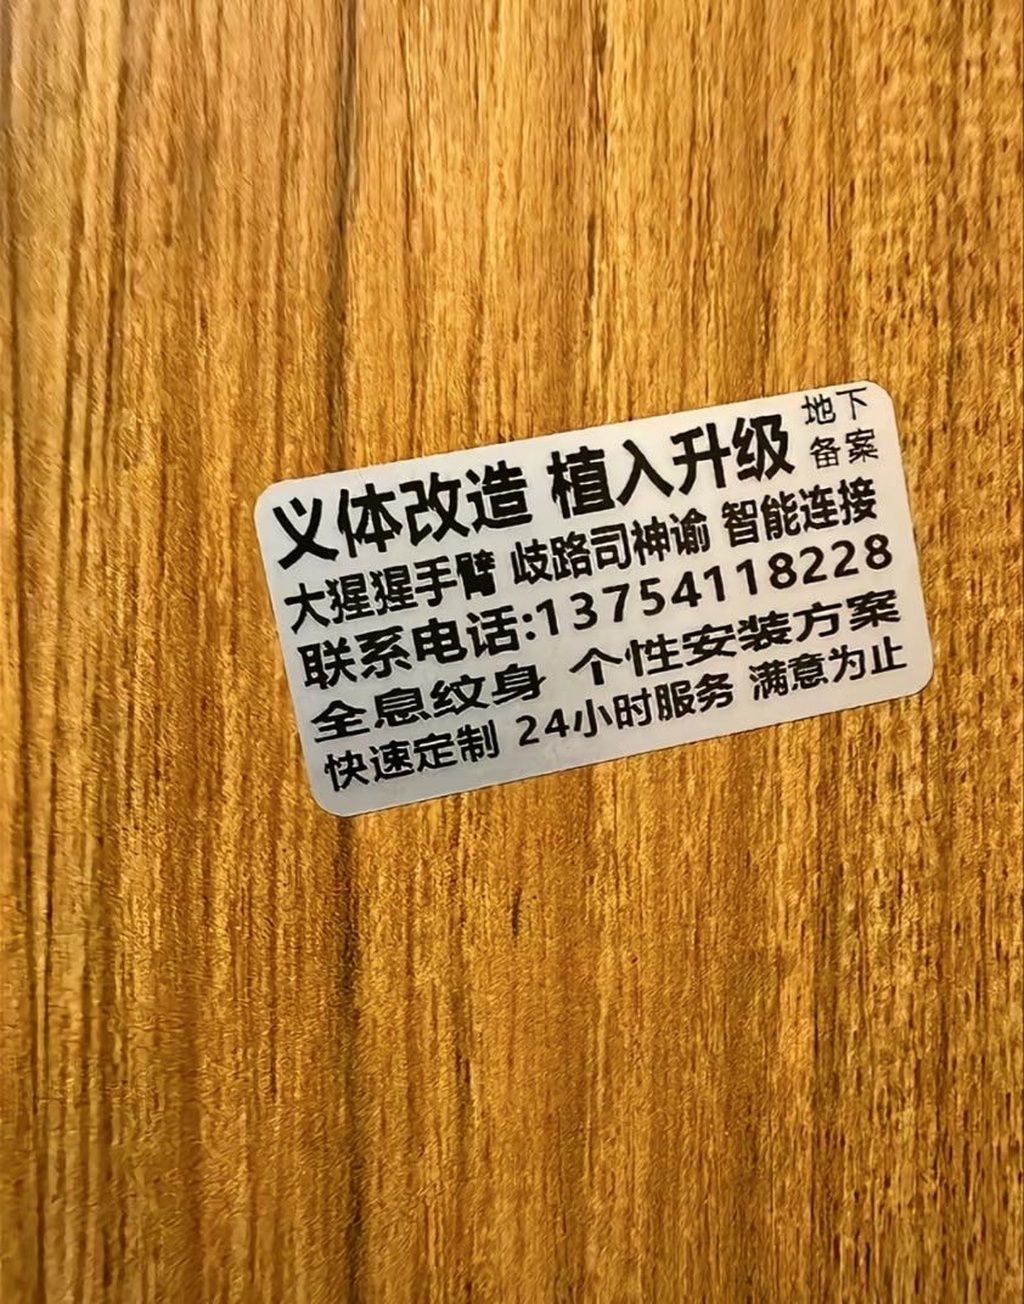 义体改造 植入升级 地下备案
大猩猩手臂 歧路司神谕 智能连接
联系电话:13754118228
全息纹身 个性安装方案
快速定制 24小时服务 满意为止